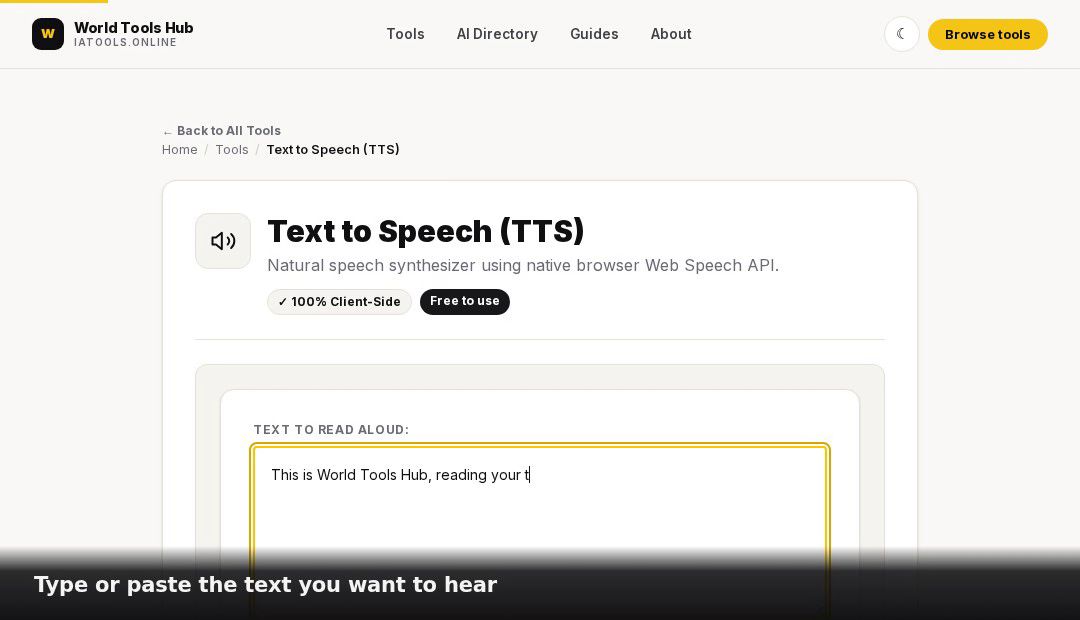 W
World Tools Hub
IATOOLS.ONLINE
Tools
AI Directory
Guides
About
Browse tools
← Back to All Tools
Home / Tools / Text to Speech (TTS)
Text to Speech (TTS)
Natural speech synthesizer using native browser Web Speech API.
✓ 100% Client-Side
Free to use
TEXT TO READ ALOUD:
This is World Tools Hub, reading your t
Type or paste the text you want to hear